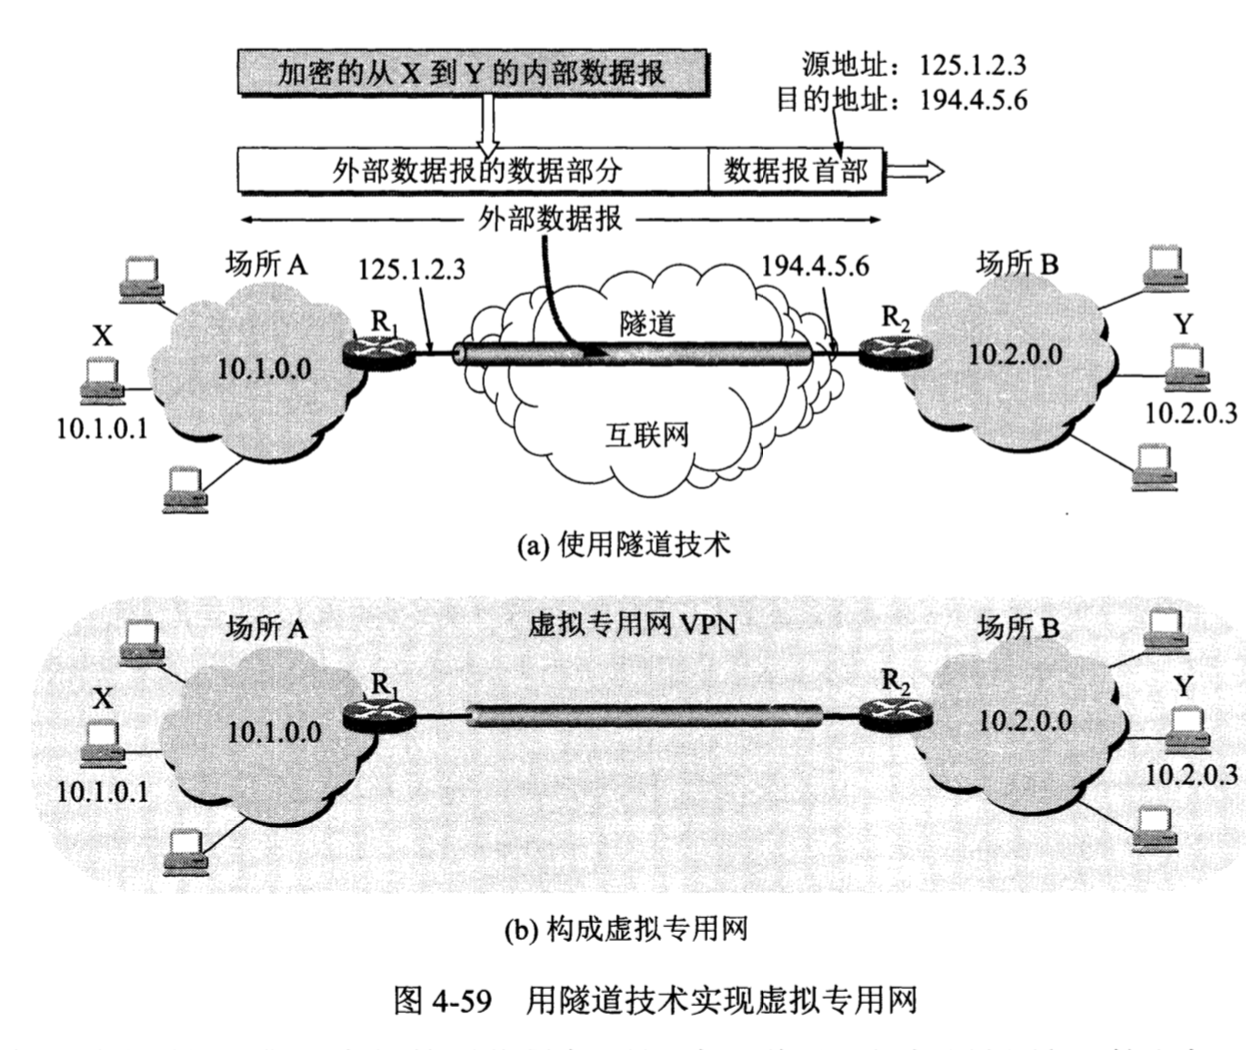 加密的从 X 到 Y 的内部数据报
源地址：125.1.2.3
目的地址：194.4.5.6
外部数据报的数据部分
数据报首部
外部数据报
场所 A
125.1.2.3
194.4.5.6
场所 B
R1
隧道
R2
X
Y
10.1.0.0
10.2.0.0
10.1.0.1
互联网
10.2.0.3
(a) 使用隧道技术
场所 A
虚拟专用网 VPN
场所 B
R1
R2
X
Y
10.1.0.0
10.2.0.0
10.1.0.1
10.2.0.3
(b) 构成虚拟专用网
图 4-59 用隧道技术实现虚拟专用网